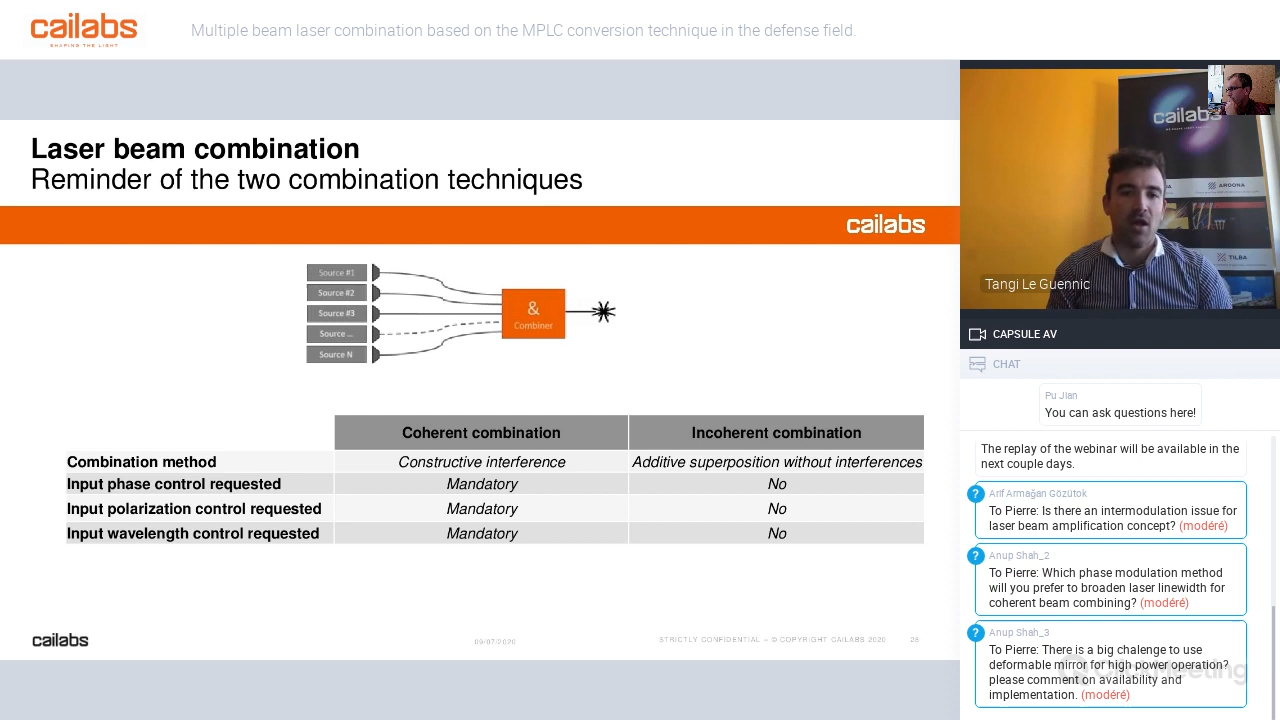 cailabs
SHAPING THE LIGHT
Multiple beam laser combination based on the MPLC conversion technique in the defense field.
Laser beam combination
Reminder of the two combination techniques
cailabs
Source #1
Source #2
Source #3
Source ...
Source N
&
Combiner
Coherent combination Incoherent combination
Combination method Constructive interference Additive superposition without interferences
Input phase control requested Mandatory No
Input polarization control requested Mandatory No
Input wavelength control requested Mandatory No
cailabs
09/07/2020
STRICTLY CONFIDENTIAL – © COPYRIGHT CAILABS 2020 28
cailabs
ARGONA
TILBA
Tangi Le Guennic
CAPSULE AV
CHAT
Pu Jian
You can ask questions here!
The replay of the webinar will be available in the
next couple days.
?
Arif Armağan Gözütok
To Pierre: Is there an intermodulation issue for
laser beam amplification concept? (modéré)
?
Anup Shah_2
To Pierre: Which phase modulation method
will you prefer to broaden laser linewidth for
coherent beam combining? (modéré)
?
Anup Shah_3
To Pierre: There is a big chalenge to use
deformable mirror for high power operation?
please comment on availability and
implementation. (modéré)
ClickMeeting